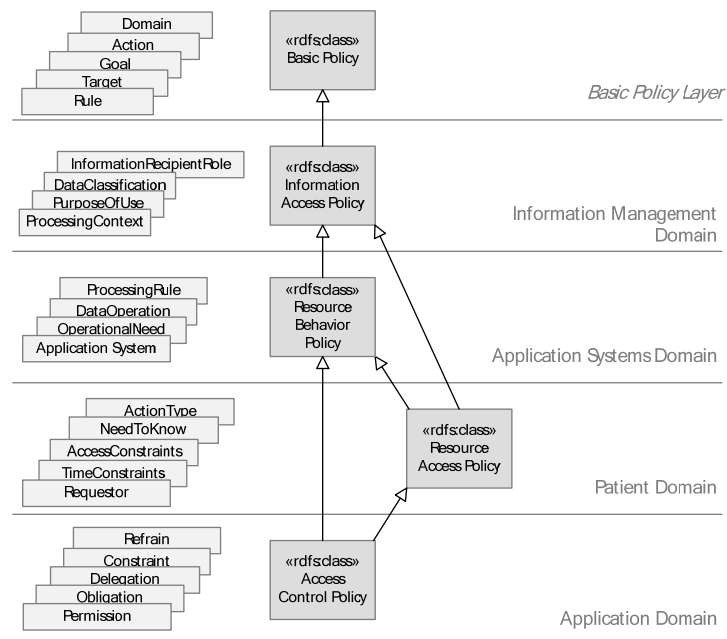 Domain
Action
Goal
Target
Rule
«rdfs:class»
Basic Policy
Basic Policy Layer
InformationRecipientRole
DataClassification
PurposeOfUse
ProcessingContext
«rdfs:class»
Information
Access Policy
Information Management
Domain
ProcessingRule
DataOperation
OperationalNeed
Application System
«rdfs:class»
Resource
Behavior
Policy
Application Systems Domain
ActionType
NeedToKnow
AccessConstraints
TimeConstraints
Requestor
«rdfs:class»
Resource
Access Policy
Patient Domain
Refrain
Constraint
Delegation
Obligation
Permission
«rdfs:class»
Access
Control Policy
Application Domain